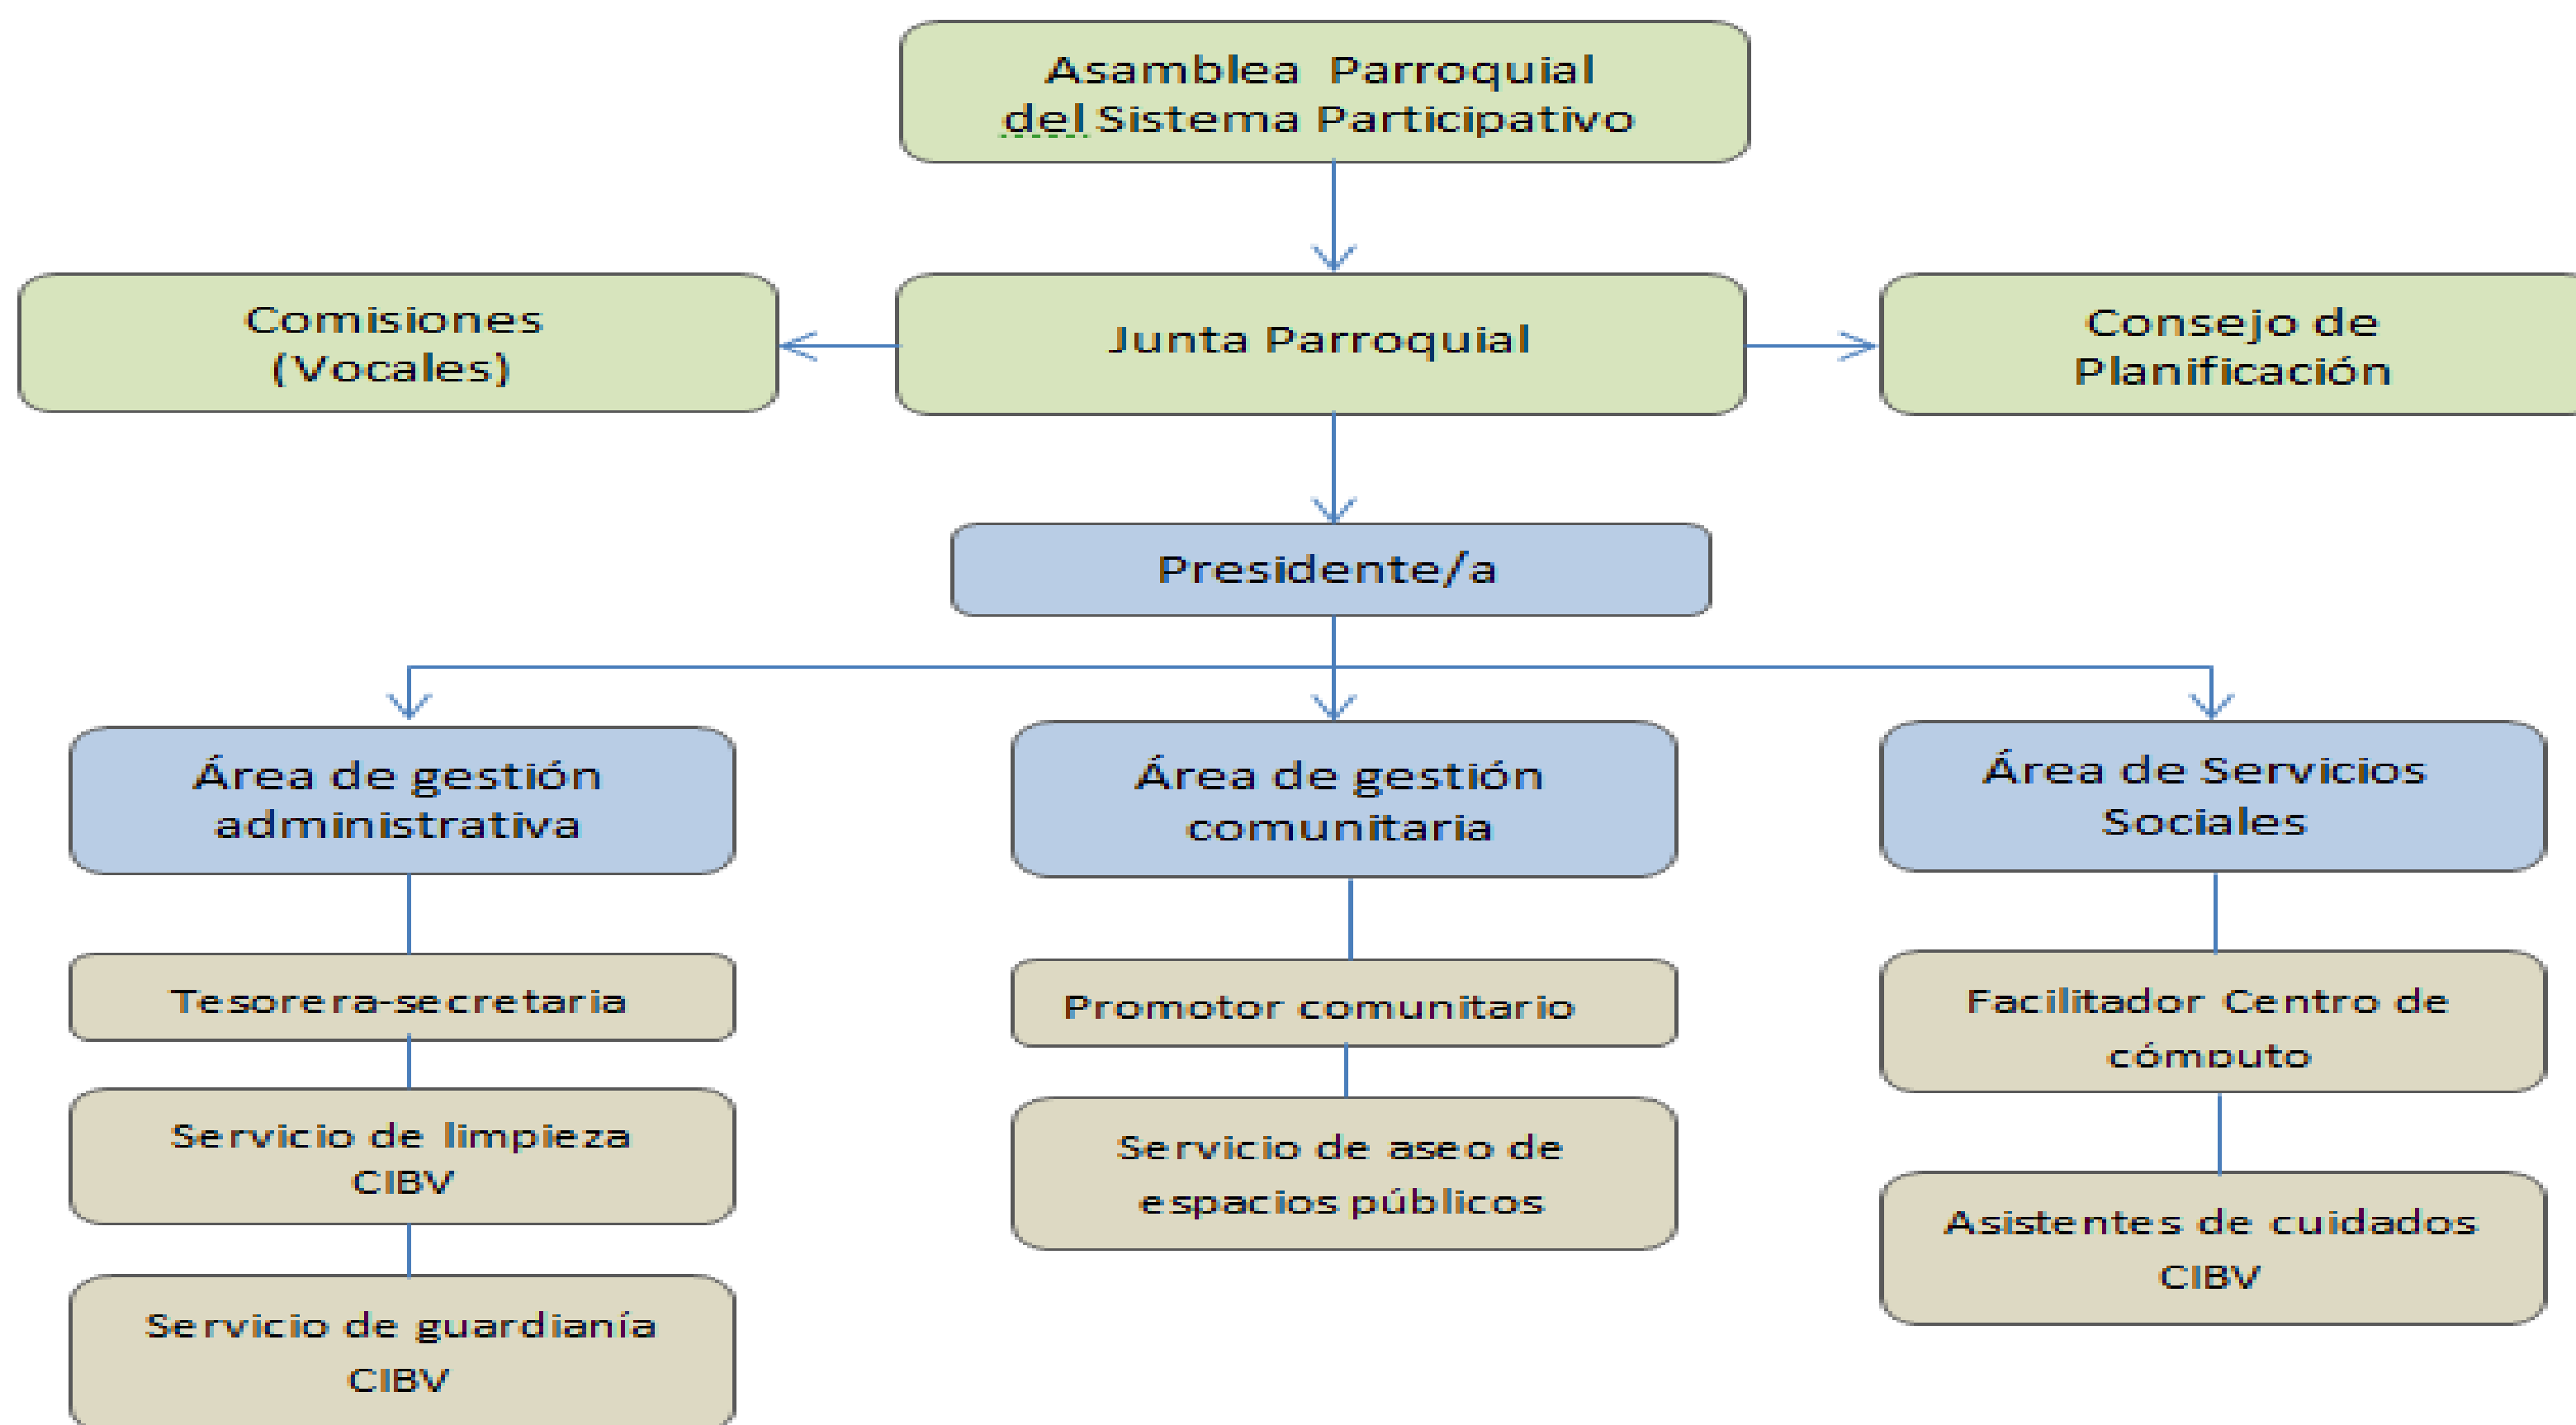 Asamblea Parroquial
del Sistema Participativo
Comisiones
(Vocales)
Junta Parroquial
Consejo de
Planificación
Presidente/a
Área de gestión
administrativa
Área de gestión
comunitaria
Área de Servicios
Sociales
Tesorera-secretaria
Servicio de limpieza
CIBV
Servicio de guardianía
CIBV
Promotor comunitario
Servicio de aseo de
espacios públicos
Facilitador Centro de
cómputo
Asistentes de cuidados
CIBV